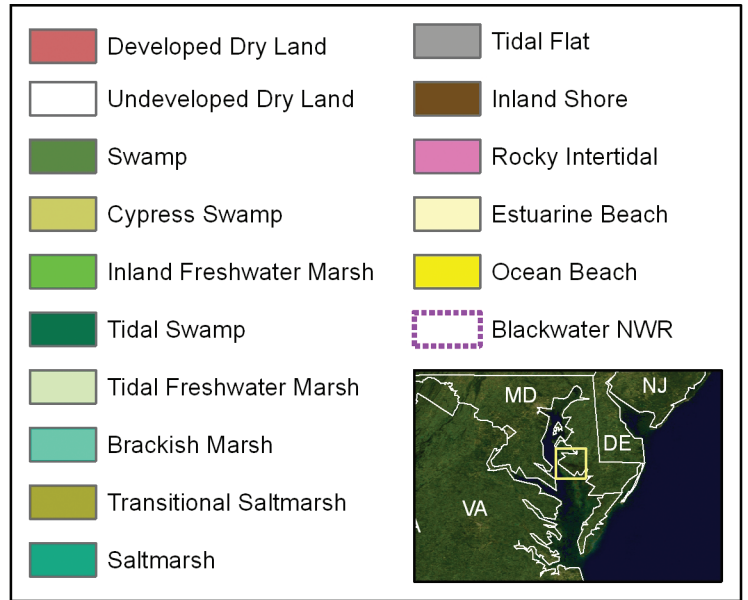 Developed Dry Land
Undeveloped Dry Land
Swamp
Cypress Swamp
Inland Freshwater Marsh
Tidal Swamp
Tidal Freshwater Marsh
Brackish Marsh
Transitional Saltmarsh
Saltmarsh
Tidal Flat
Inland Shore
Rocky Intertidal
Estuarine Beach
Ocean Beach
Blackwater NWR
MD
NJ
DE
VA